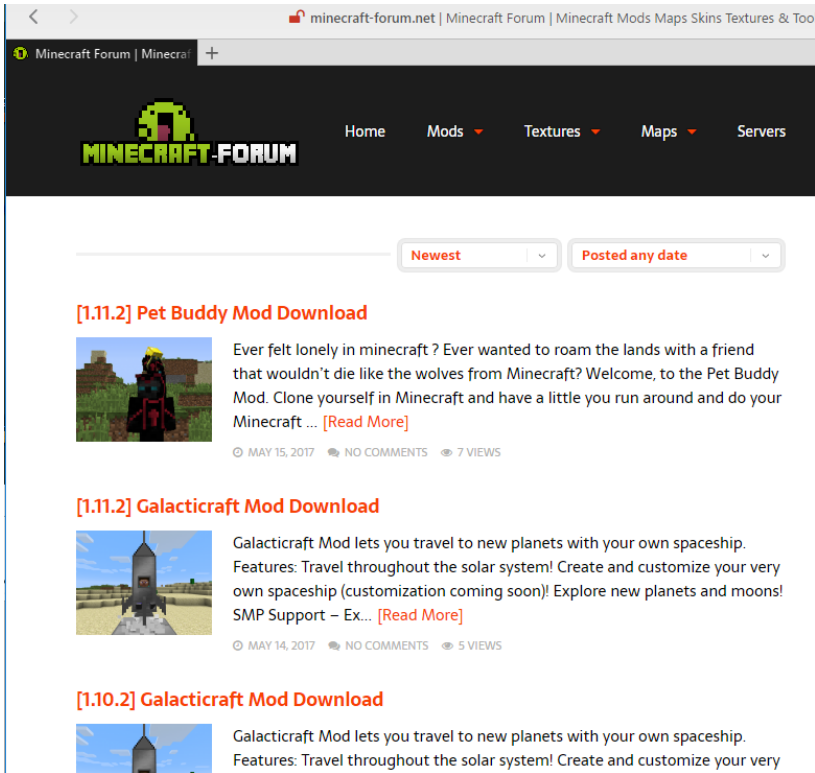 minecraft-forum.net | Minecraft Forum | Minecraft Mods Maps Skins Textures & Too
Minecraft Forum | Minecraf
MINECRAFT-FORUM
Home Mods Textures Maps Servers
Newest Posted any date
[1.11.2] Pet Buddy Mod Download
Ever felt lonely in minecraft ? Ever wanted to roam the lands with a friend
that wouldn't die like the wolves from Minecraft? Welcome, to the Pet Buddy
Mod. Clone yourself in Minecraft and have a little you run around and do your
Minecraft ... [Read More]
MAY 15, 2017 NO COMMENTS 7 VIEWS
[1.11.2] Galacticraft Mod Download
Galacticraft Mod lets you travel to new planets with your own spaceship.
Features: Travel throughout the solar system! Create and customize your very
own spaceship (customization coming soon)! Explore new planets and moons!
SMP Support – Ex... [Read More]
MAY 14, 2017 NO COMMENTS 5 VIEWS
[1.10.2] Galacticraft Mod Download
Galacticraft Mod lets you travel to new planets with your own spaceship.
Features: Travel throughout the solar system! Create and customize your very